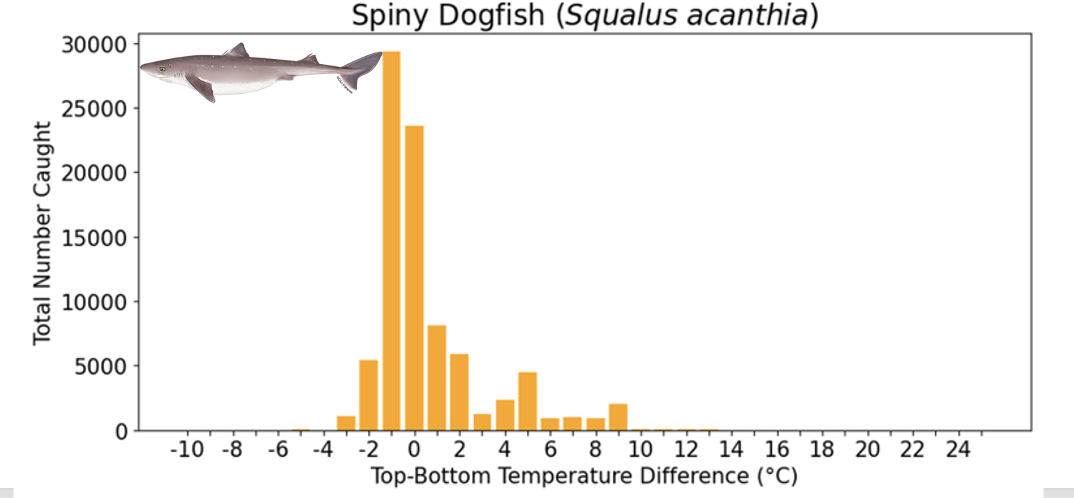 Spiny Dogfish (Squalus acanthia)
30000
25000
20000
15000
10000
5000
0
Total Number Caught
-10 -8 -6 -4 -2 0 2 4 6 8 10 12 14 16 18 20 22 24
Top-Bottom Temperature Difference (°C)